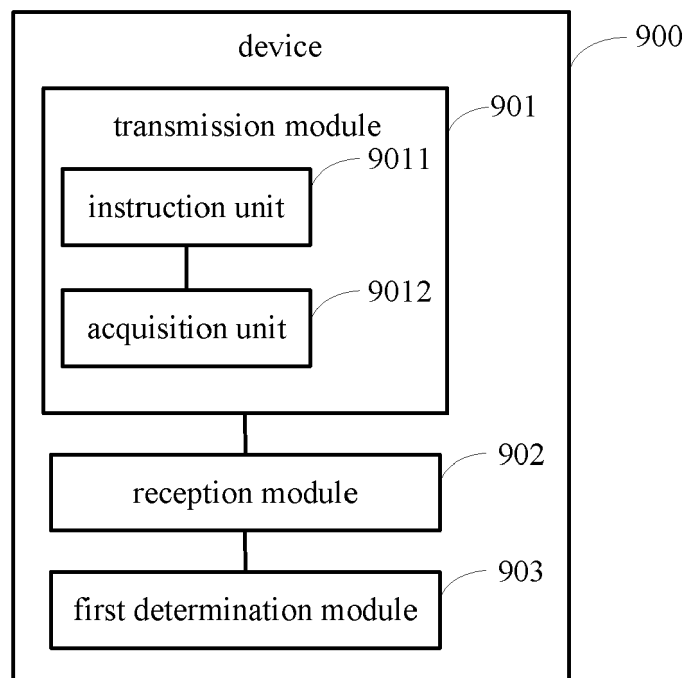 device
900
transmission module
901
instruction unit
9011
acquisition unit
9012
reception module
902
first determination module
903